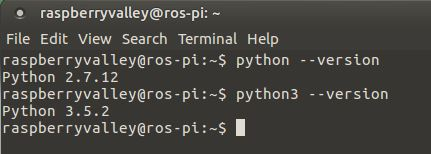 raspberryvalley@ros-pi: ~
File Edit View Search Terminal Help
raspberryvalley@ros-pi:~$ python --version
Python 2.7.12
raspberryvalley@ros-pi:~$ python3 --version
Python 3.5.2
raspberryvalley@ros-pi:~$